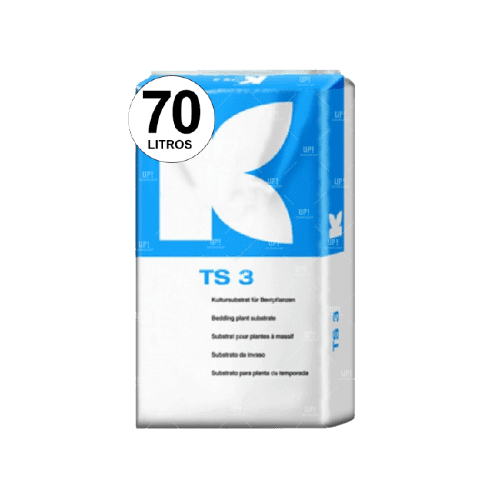 70
LITROS
TS 3
Kultursubstrat für Beetpflanzen
Bedding plant substrate
Substrat pour plantes à massif
Substrato da invaso
Substrato para planta de temporada
TS 3